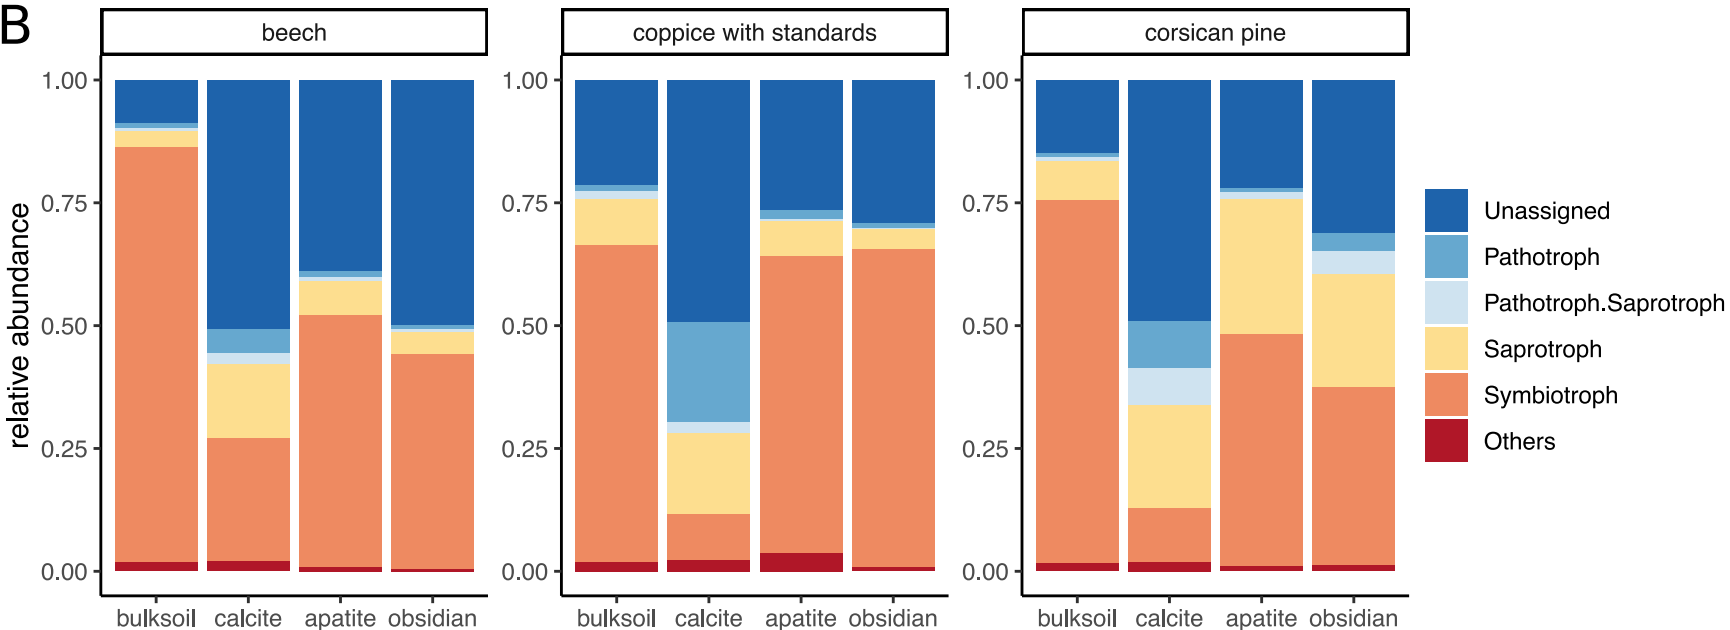 B
beech
coppice with standards
corsican pine
relative abundance
1.00
0.75
0.50
0.25
0.00
1.00
0.75
0.50
0.25
0.00
1.00
0.75
0.50
0.25
0.00
bulksoil calcite apatite obsidian
bulksoil calcite apatite obsidian
bulksoil calcite apatite obsidian
Unassigned
Pathotroph
Pathotroph.Saprotroph
Saprotroph
Symbiotroph
Others